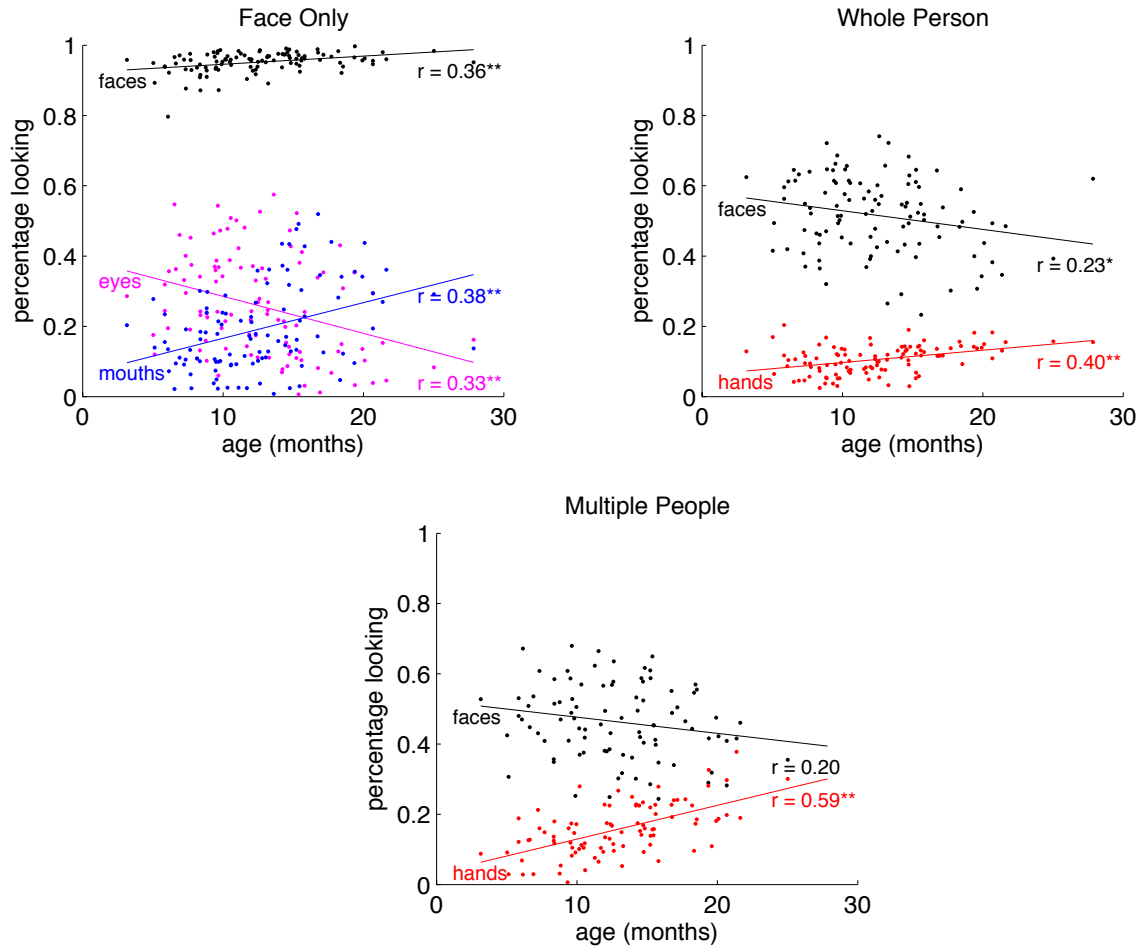 Face Only
percentage looking
1
0.8
0.6
0.4
0.2
0
faces
r = 0.36**
eyes
r = 0.38**
mouths
r = 0.33**
0 10 20 30
age (months)
Whole Person
percentage looking
1
0.8
0.6
0.4
0.2
0
faces
r = 0.23*
r = 0.40**
hands
0 10 20 30
age (months)
Multiple People
percentage looking
1
0.8
0.6
0.4
0.2
0
faces
r = 0.20
r = 0.59**
hands
0 10 20 30
age (months)